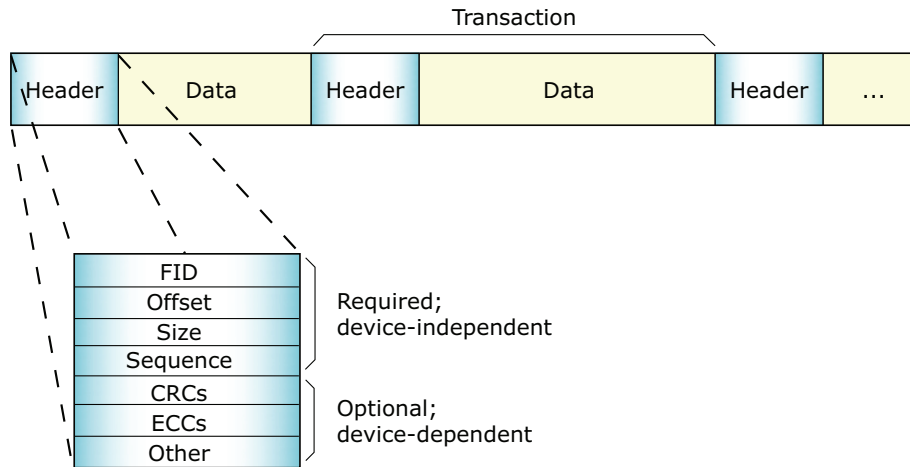 Transaction
Header
Data
Header
Data
Header
...
FID
Offset
Size
Sequence
CRCs
ECCs
Other
Required;
device-independent
Optional;
device-dependent